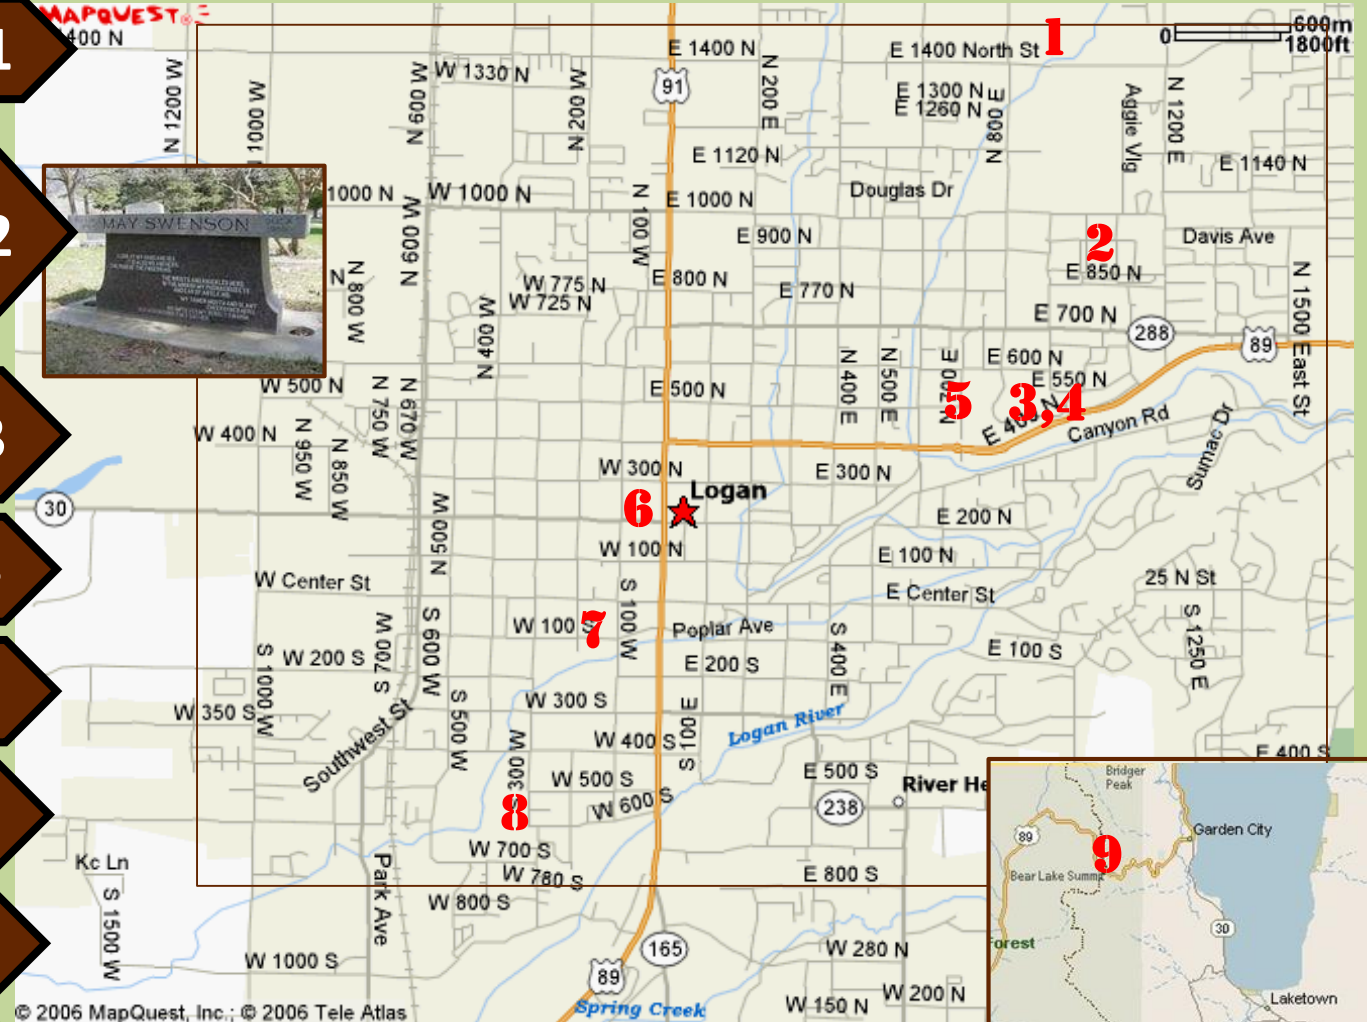 MAPQUEST
1
400 N
E 1400 N
E 1400 North St
1
0
600m
1800ft
W 1330 N
91
N 1200 W
1000 W
N 600 W
N 200 W
N 200 E
E 1300 N
E 1260 N
N 800 E
Aggie Vlg
N 1200 E
E 1120 N
E 1140 N
1000 N
W 1000 N
N 100 W
E 1000 N
Douglas Dr
2
MAY SWENSON
N 600 W
E 900 N
2
Davis Ave
E 850 N
N
N 800 W
W 775 N
W 725 N
E 800 N
E 770 N
N 1500 East St
E 700 N
288
89
N 400 W
N 400 E
N 500 E
N 700 E
E 600 N
E 550 N
W 500 N
N 750 W
N 670 W
E 500 N
5
3,4
E 400 N
Canyon Rd
Sumac Dr
W 400 N
N 950 W
N 850 W
W 300 N
E 300 N
30
N 500 W
6
Logan
E 200 N
W 100 N
E 100 N
W Center St
E Center St
25 N St
S 100 W
W 100 S
7
Poplar Ave
S 700 W
S 600 W
S 400 E
S 1250 E
W 200 S
E 200 S
E 100 S
S 1000 W
W 350 S
Southwest St
S 500 W
W 300 S
S 100 E
Logan River
W 400 S
E 400 S
S 300 W
W 500 S
E 500 S
W 600 S
8
238
River He
Kc Ln
W 700 S
W 780 S
E 800 S
S 1500 W
Park Ave
W 800 S
W 1000 S
165
89
W 280 N
W 200 N
W 150 N
Spring Creek
Bridger
Peak
89
Garden City
9
Bear Lake Summit
30
Forest
Laketown
© 2006 MapQuest, Inc.; © 2006 Tele Atlas